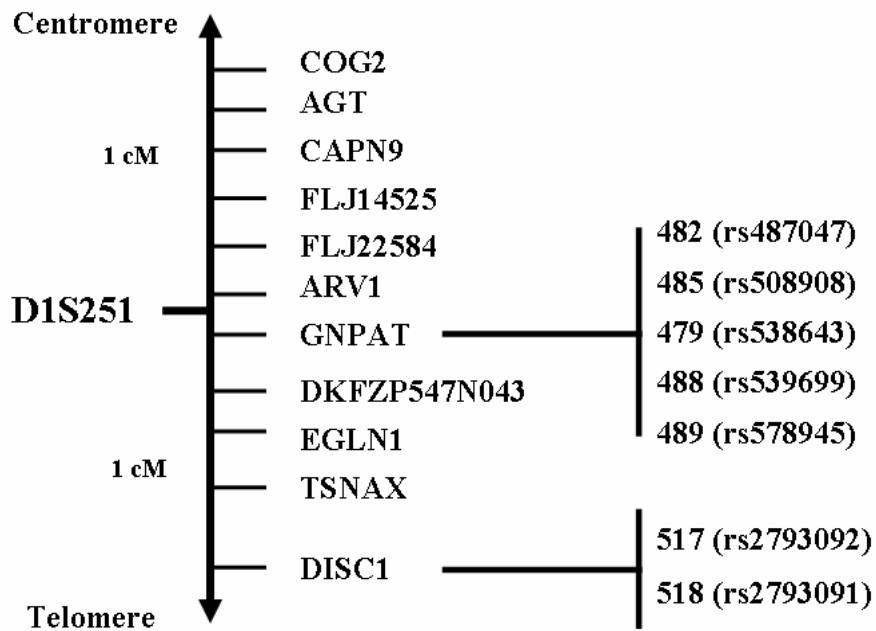 Centromere
COG2
AGT
1 cM
CAPN9
FLJ14525
FLJ22584
ARV1
D1S251
GNPAT
DKFZP547N043
EGLN1
1 cM
TSNAX
DISC1
Telomere
482 (rs487047)
485 (rs508908)
479 (rs538643)
488 (rs539699)
489 (rs578945)
517 (rs2793092)
518 (rs2793091)